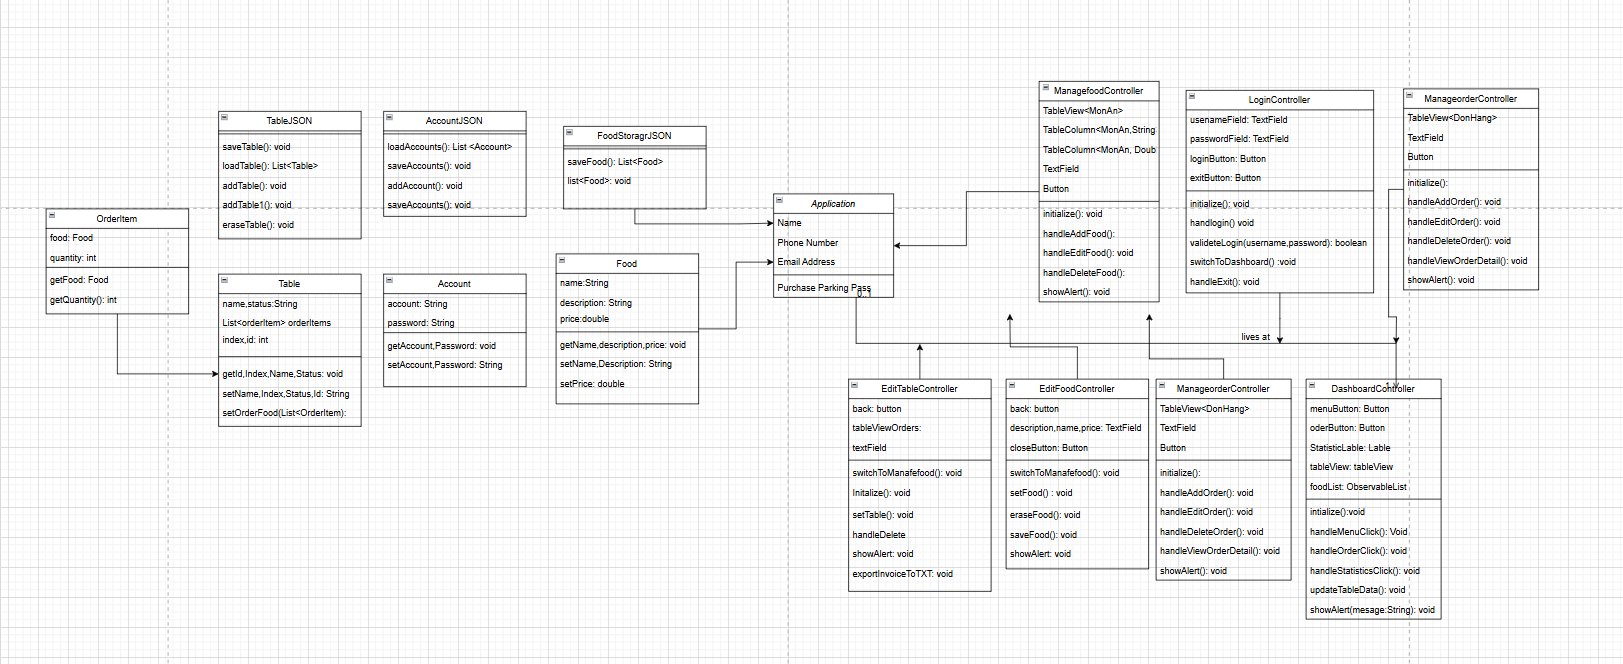 TableJSON
saveTable(): void
loadTable(): List<Table>
addTable(): void
addTable1(): void
eraseTable(): void
AccountJSON
loadAccounts(): List <Account>
saveAccounts(): void
addAccount(): void
saveAccounts(): void
FoodStoragrJSON
saveFood(): List<Food>
list<Food>: void
OrderItem
food: Food
quantity: int
getFood: Food
getQuantity(): int
Table
name,status:String
List<orderItem> orderItems
index,id: int
getId,Index,Name,Status: void
setName,Index,Status,Id: String
setOrderFood(List<OrderItem):
Account
account: String
password: String
getAccount,Password: void
setAccount,Password: String
Food
name:String
description: String
price:double
getName,description,price: void
setName,Description: String
setPrice: double
Application
Name
Phone Number
Email Address
Purchase Parking Pass
0..1
ManagefoodController
TableView<MonAn>
TableColumn<MonAn,String
TableColumn<MonAn, Doub
TextField
Button
initialize(): void
handleAddFood():
handleEditFood(): void
handleDeleteFood():
showAlert(): void
LoginController
usenameField: TextField
passwordField: TextField
loginButton: Button
exitButton: Button
initialize(): void
handlogin() void
valideteLogin(username,password): boolean
switchToDashboard() :void
handleExit(): void
ManageorderController
TableView<DonHang>
TextField
Button
initialize():
handleAddOrder(): void
handleEditOrder(): void
handleDeleteOrder(): void
handleViewOrderDetail(): void
showAlert(): void
lives at
EditTableController
back: button
tableViewOrders:
textField
switchToManafefood(): void
Initalize(): void
setTable(): void
handleDelete
showAlert: void
exportInvoiceToTXT: void
EditFoodController
back: button
description,name,price: TextField
closeButton: Button
switchToManafefood(): void
setFood() : void
eraseFood(): void
saveFood(): void
showAlert: void
ManageorderController
TableView<DonHang>
TextField
Button
initialize():
handleAddOrder(): void
handleEditOrder(): void
handleDeleteOrder(): void
handleViewOrderDetail(): void
showAlert(): void
DashboardController
menuButton: Button
oderButton: Button
StatisticLable: Lable
tableView: tableView
foodList: ObservableList
intialize():void
handleMenuClick(): Void
handleOrderClick(): void
handleStatisticsClick(): void
updateTableData(): void
showAlert(mesage:String): void